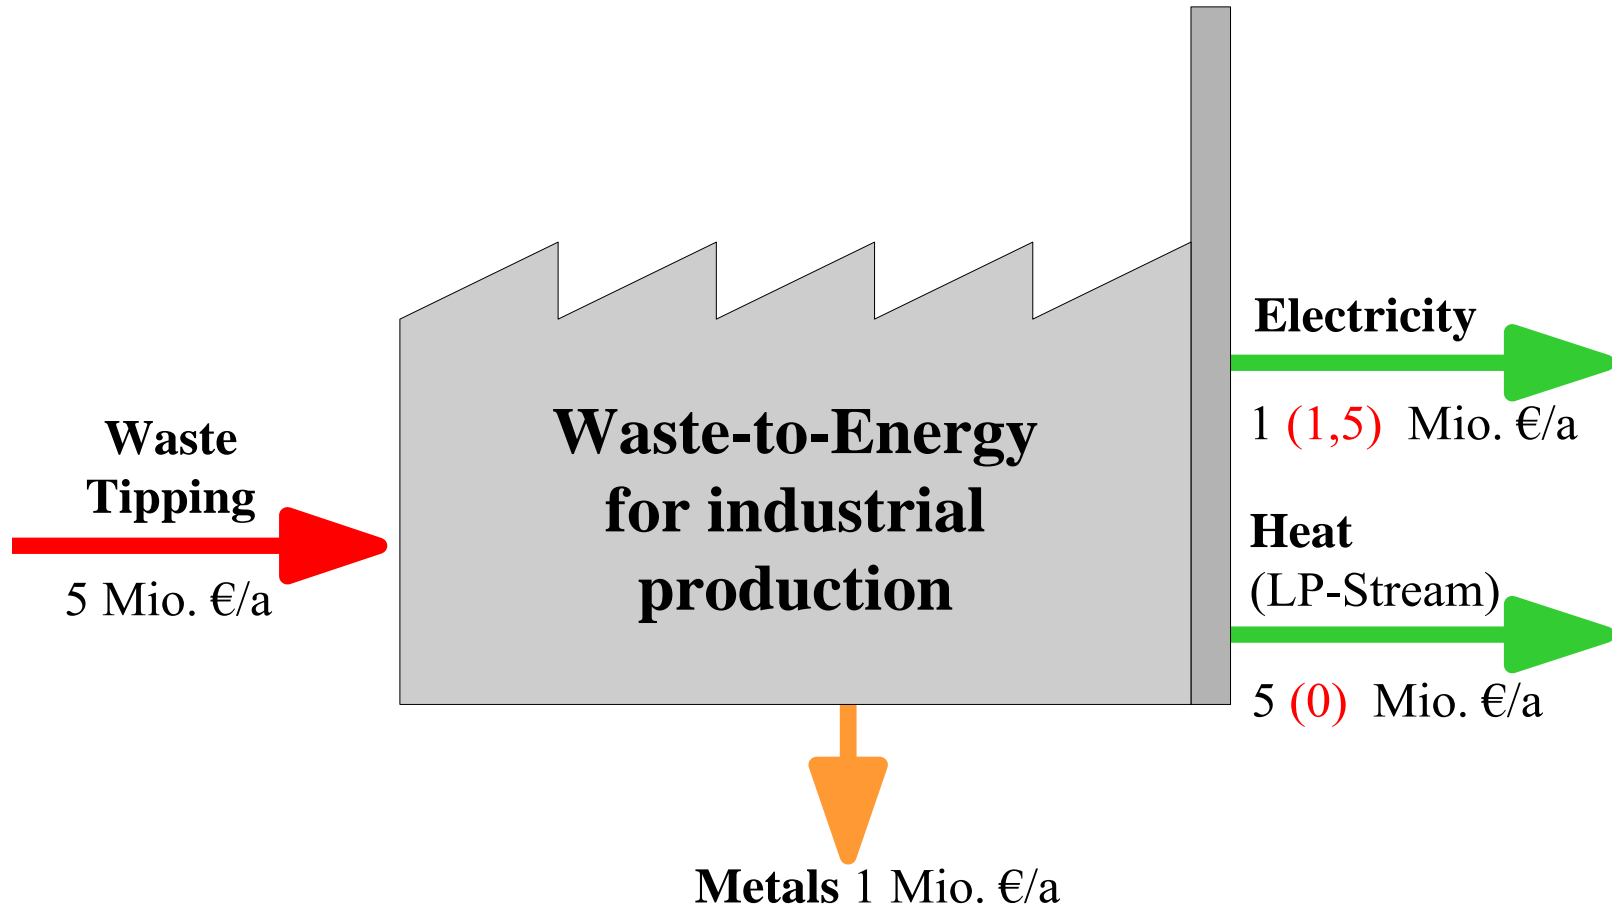 Waste
Tipping
5 Mio. €/a
Waste-to-Energy
for industrial
production
Electricity
1 (1,5) Mio. €/a
Heat
(LP-Stream)
5 (0) Mio. €/a
Metals 1 Mio. €/a